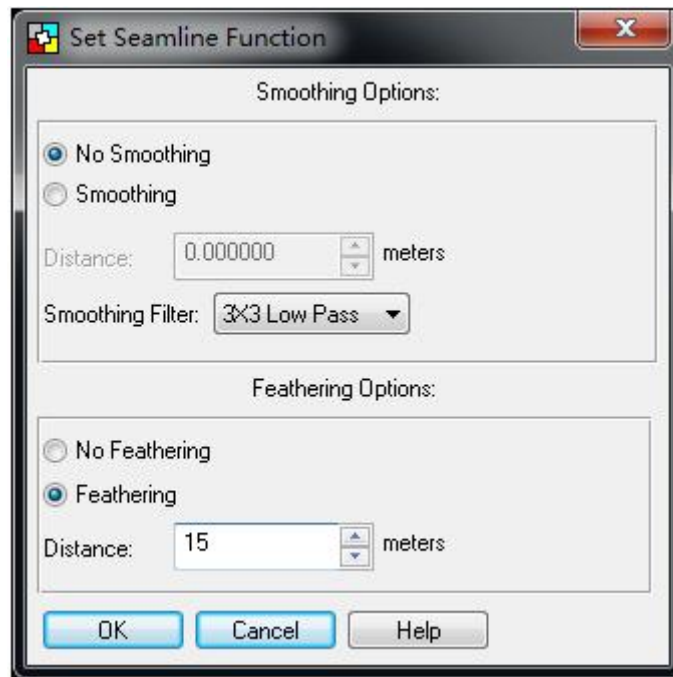 Set Seamline Function
Smoothing Options:
No Smoothing
Smoothing
Distance: 0.000000 meters
Smoothing Filter: 3X3 Low Pass
Feathering Options:
No Feathering
Feathering
Distance: 15 meters
OK Cancel Help